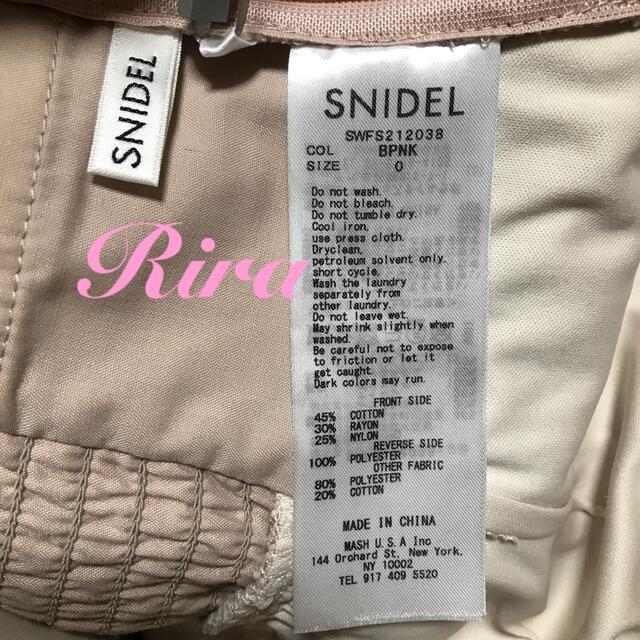 SNIDEL
SNIDEL
SWFS212038
COL BPNK
SIZE 0
Do not wash.
Do not bleach.
Do not tumble dry.
Cool iron,
use press cloth.
Dryclean,
petroleum solvent only.
short cycle.
Wash the laundry
separately from
other laundry.
Do not leave wet.
May shrink slightly when
washed.
Be careful not to expose
to friction or let it
get caught.
Dark colors may run.
FRONT SIDE
45% COTTON
30% RAYON
25% NYLON
REVERSE SIDE
100% POLYESTER
OTHER FABRIC
80% POLYESTER
20% COTTON
MADE IN CHINA
MASH U.S.A Inc
144 Orchard St, New York,
NY 10002
TEL 917 409 5520
Rira